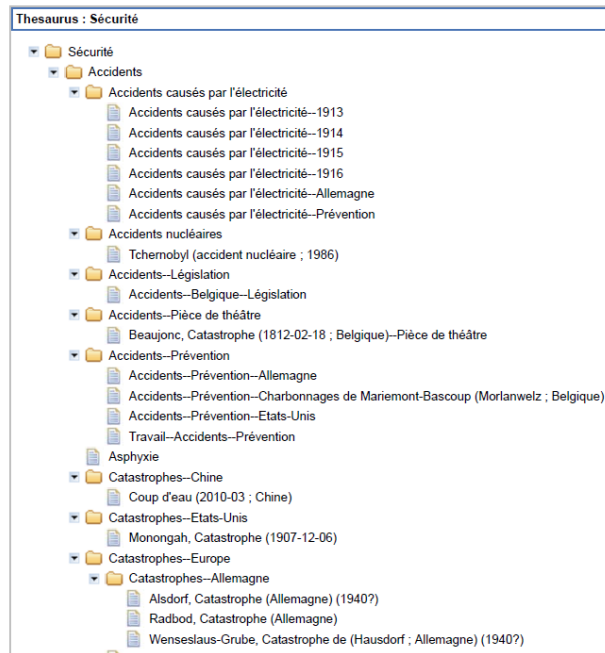 Thesaurus : Sécurité
Sécurité
Accidents
Accidents causés par l'électricité
Accidents causés par l'électricité--1913
Accidents causés par l'électricité--1914
Accidents causés par l'électricité--1915
Accidents causés par l'électricité--1916
Accidents causés par l'électricité--Allemagne
Accidents causés par l'électricité--Prévention
Accidents nucléaires
Tchernobyl (accident nucléaire ; 1986)
Accidents--Législation
Accidents--Belgique--Législation
Accidents--Pièce de théâtre
Beaujonc, Catastrophe (1812-02-18 ; Belgique)--Pièce de théâtre
Accidents--Prévention
Accidents--Prévention--Allemagne
Accidents--Prévention--Charbonnages de Mariemont-Bascoup (Morlanwelz ; Belgique)
Accidents--Prévention--Etats-Unis
Travail--Accidents--Prévention
Asphyxie
Catastrophes--Chine
Coup d'eau (2010-03 ; Chine)
Catastrophes--Etats-Unis
Monongah, Catastrophe (1907-12-06)
Catastrophes--Europe
Catastrophes--Allemagne
Alsdorf, Catastrophe (Allemagne) (1940?)
Radbod, Catastrophe (Allemagne)
Wenseslaus-Grube, Catastrophe de (Hausdorf ; Allemagne) (1940?)